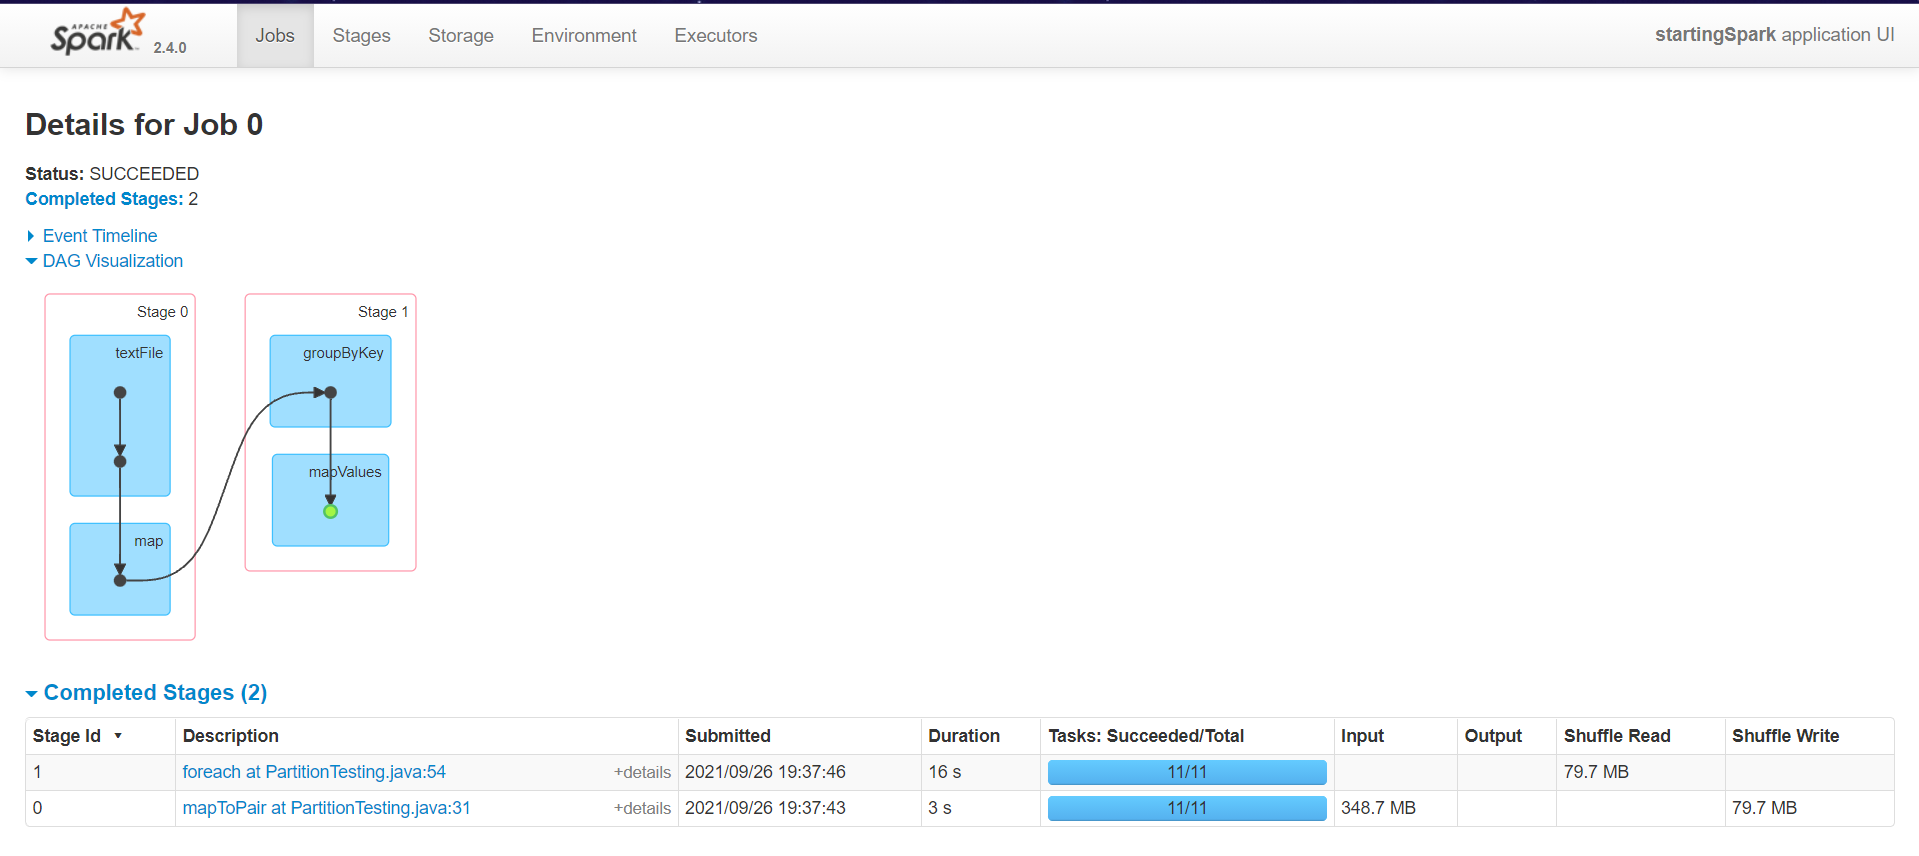 APACHE
Spark 2.4.0 Jobs Stages Storage Environment Executors startingSpark application UI
Details for Job 0
Status: SUCCEEDED
Completed Stages: 2
Event Timeline
DAG Visualization
Stage 0 Stage 1
textFile groupByKey
mapValues
map
Completed Stages (2)
Stage Id Description Submitted Duration Tasks: Succeeded/Total Input Output Shuffle Read Shuffle Write
1 foreach at PartitionTesting.java:54 +details 2021/09/26 19:37:46 16 s 11/11 79.7 MB
0 mapToPair at PartitionTesting.java:31 +details 2021/09/26 19:37:43 3 s 11/11 348.7 MB 79.7 MB